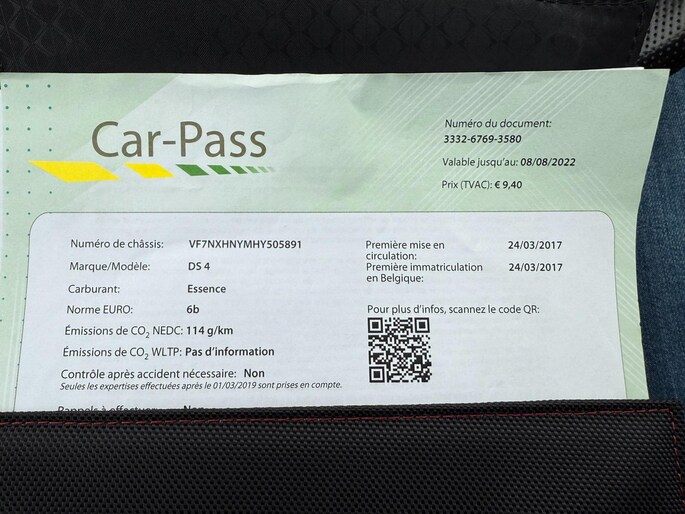 Car-Pass
Numéro du document:
3332-6769-3580
Valable jusqu'au: 08/08/2022
Prix (TVAC): € 9,40
Numéro de châssis: VF7NXHNYMHY505891
Marque/Modèle: DS 4
Carburant: Essence
Norme EURO: 6b
Émissions de CO2 NEDC: 114 g/km
Émissions de CO2 WLTP: Pas d'information
Contrôle après accident nécessaire: Non
Seules les expertises effectuées après le 01/03/2019 sont prises en compte.
Première mise en 24/03/2017
circulation:
Première immatriculation 24/03/2017
en Belgique:
Pour plus d'infos, scannez le code QR:
Rappels à effectuer: Non